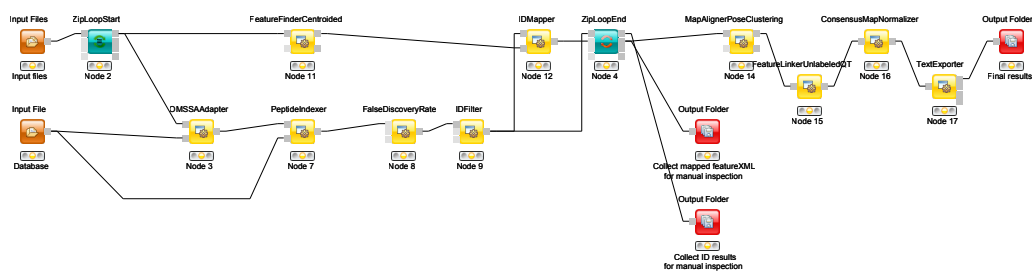 Input Files
ZipLoopStart
FeatureFinderCentroided
IDMapper
ZipLoopEnd
MapAlignerPoseClustering
ConsensusMapNormalizer
Output Folder
Input files
Node 2
Node 11
Node 12
Node 4
Node 14
FeatureLinkerUnlabeledQT
Node 16
TextExporter
Final results
Input File
OMSSAAdapter
PeptideIndexer
FalseDiscoveryRate
IDFilter
Output Folder
Node 15
Node 17
Database
Node 3
Node 7
Node 8
Node 9
Collect mapped featureXML
for manual inspection
Output Folder
Collect ID results
for manual inspection